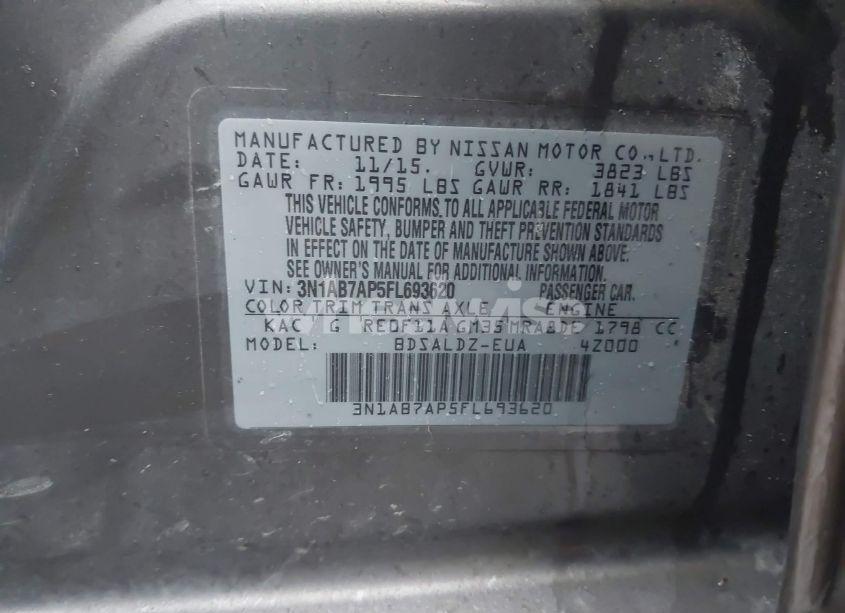 MANUFACTURED BY NISSAN MOTOR CO., LTD.
DATE: 11/15. GVWR: 3823 LBS
GAWR FR: 1995 LBS GAWR RR: 1841 LBS
THIS VEHICLE CONFORMS TO ALL APPLICABLE FEDERAL MOTOR
VEHICLE SAFETY, BUMPER AND THEFT PREVENTION STANDARDS
IN EFFECT ON THE DATE OF MANUFACTURE SHOWN ABOVE.
SEE OWNER'S MANUAL FOR ADDITIONAL INFORMATION.
VIN: 3N1AB7AP5FL693620 PASSENGER CAR.
COLOR TRIM TRANS AXLE ENGINE
KAC G RE0F11A GM35 MRA8DE 1798 CC
MODEL: BDSALDZ-EUA 4Z000
3N1AB7AP5FL693620